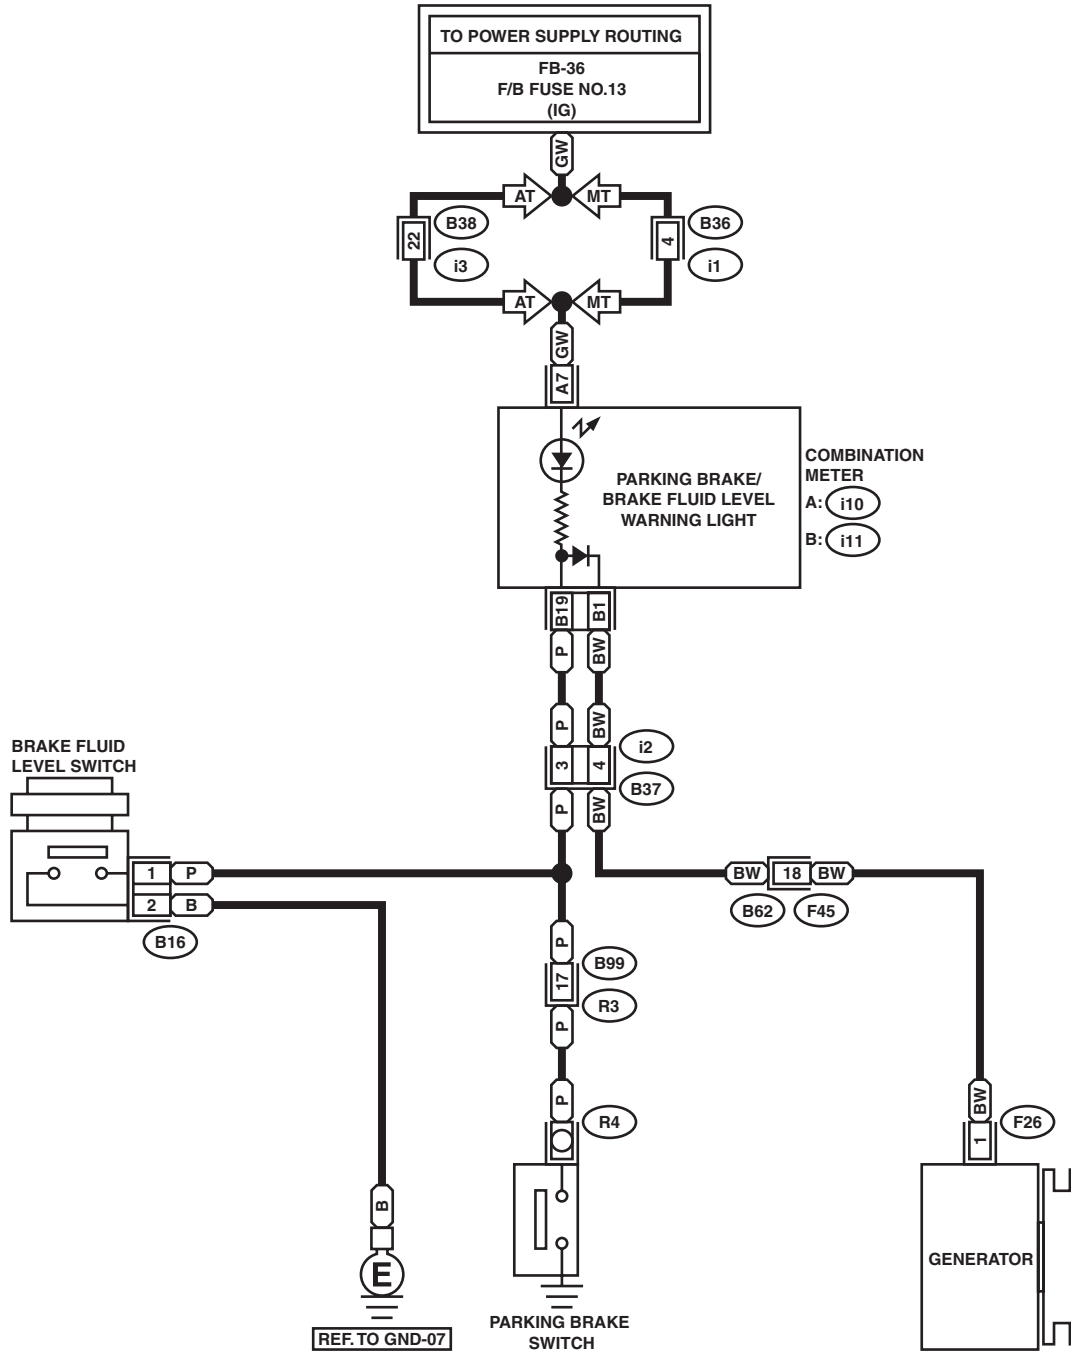 TO POWER SUPPLY ROUTING
FB-36
F/B FUSE NO.13
(IG)
GW
AT
MT
B38
B36
22
4
i3
i1
AT
MT
GW
A7
COMBINATION
METER
PARKING BRAKE/
BRAKE FLUID LEVEL
WARNING LIGHT
A: i10
B: i11
B19
B1
P
BW
P
BW
BRAKE FLUID
LEVEL SWITCH
i2
3
4
B37
P
BW
1
P
BW
18
BW
2
B
B62
F45
B16
P
B99
17
R3
P
P
BW
R4
F26
1
B
GENERATOR
E
PARKING BRAKE
SWITCH
REF. TO GND-07